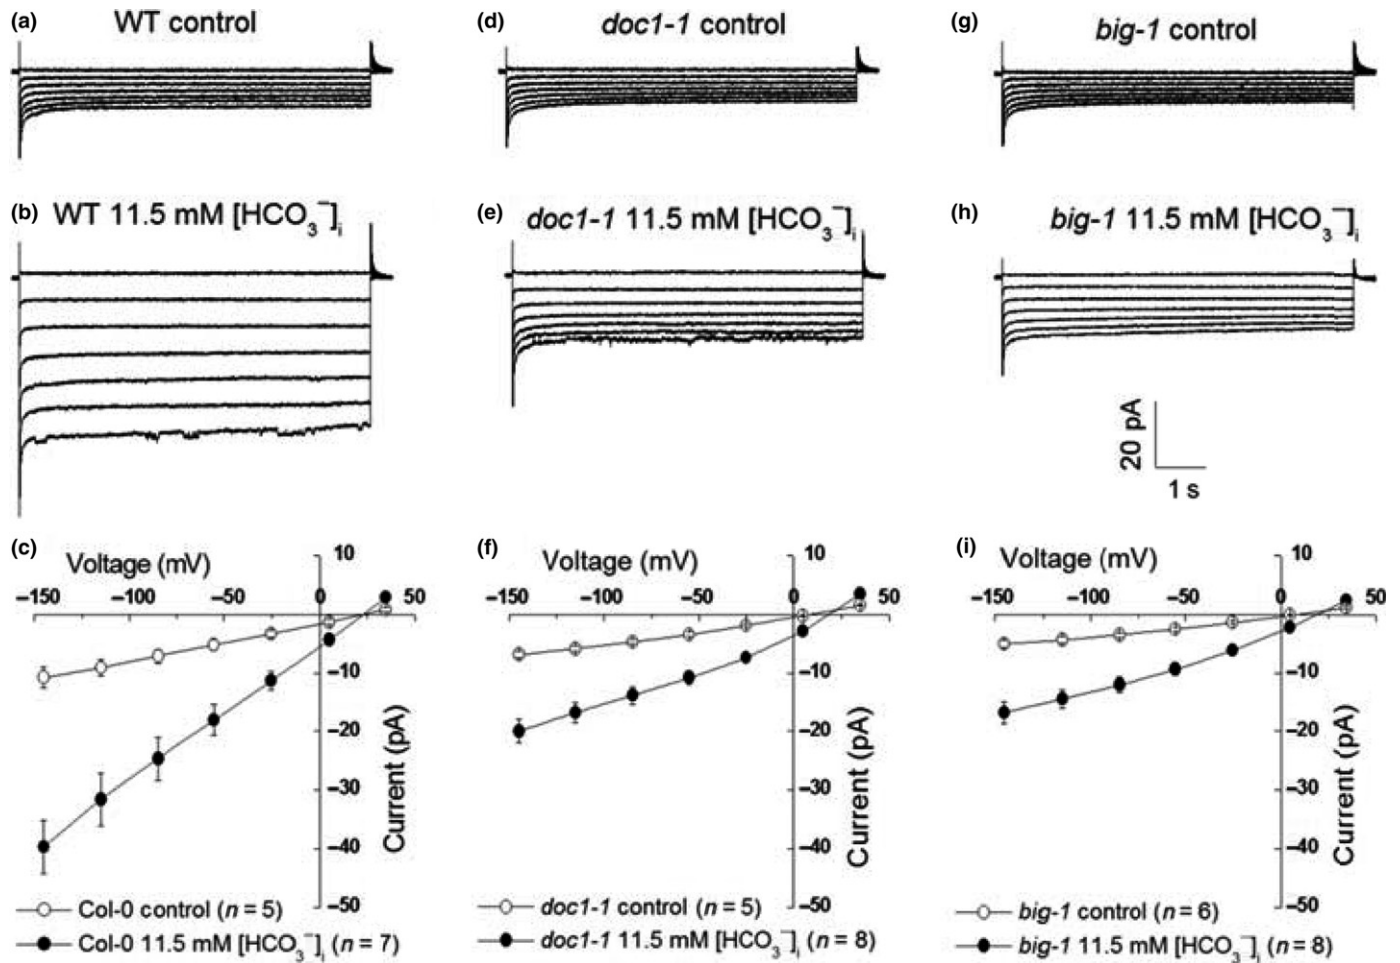 (a) WT control
(d) doc1-1 control
(g) big-1 control
(b) WT 11.5 mM [HCO₃⁻]ᵢ
(e) doc1-1 11.5 mM [HCO₃⁻]ᵢ
(h) big-1 11.5 mM [HCO₃⁻]ᵢ
20 pA
1 s
(c)
Voltage (mV)
10
–150 –100 –50 0 50
–10
–20
–30
–40
–50
Current (pA)
Col-0 control (n = 5)
Col-0 11.5 mM [HCO₃⁻]ᵢ (n = 7)
(f)
Voltage (mV)
10
–150 –100 –50 0 50
–10
–20
–30
–40
–50
Current (pA)
doc1-1 control (n = 5)
doc1-1 11.5 mM [HCO₃⁻]ᵢ (n = 8)
(i)
Voltage (mV)
10
–150 –100 –50 0 50
–10
–20
–30
–40
–50
Current (pA)
big-1 control (n = 6)
big-1 11.5 mM [HCO₃⁻]ᵢ (n = 8)